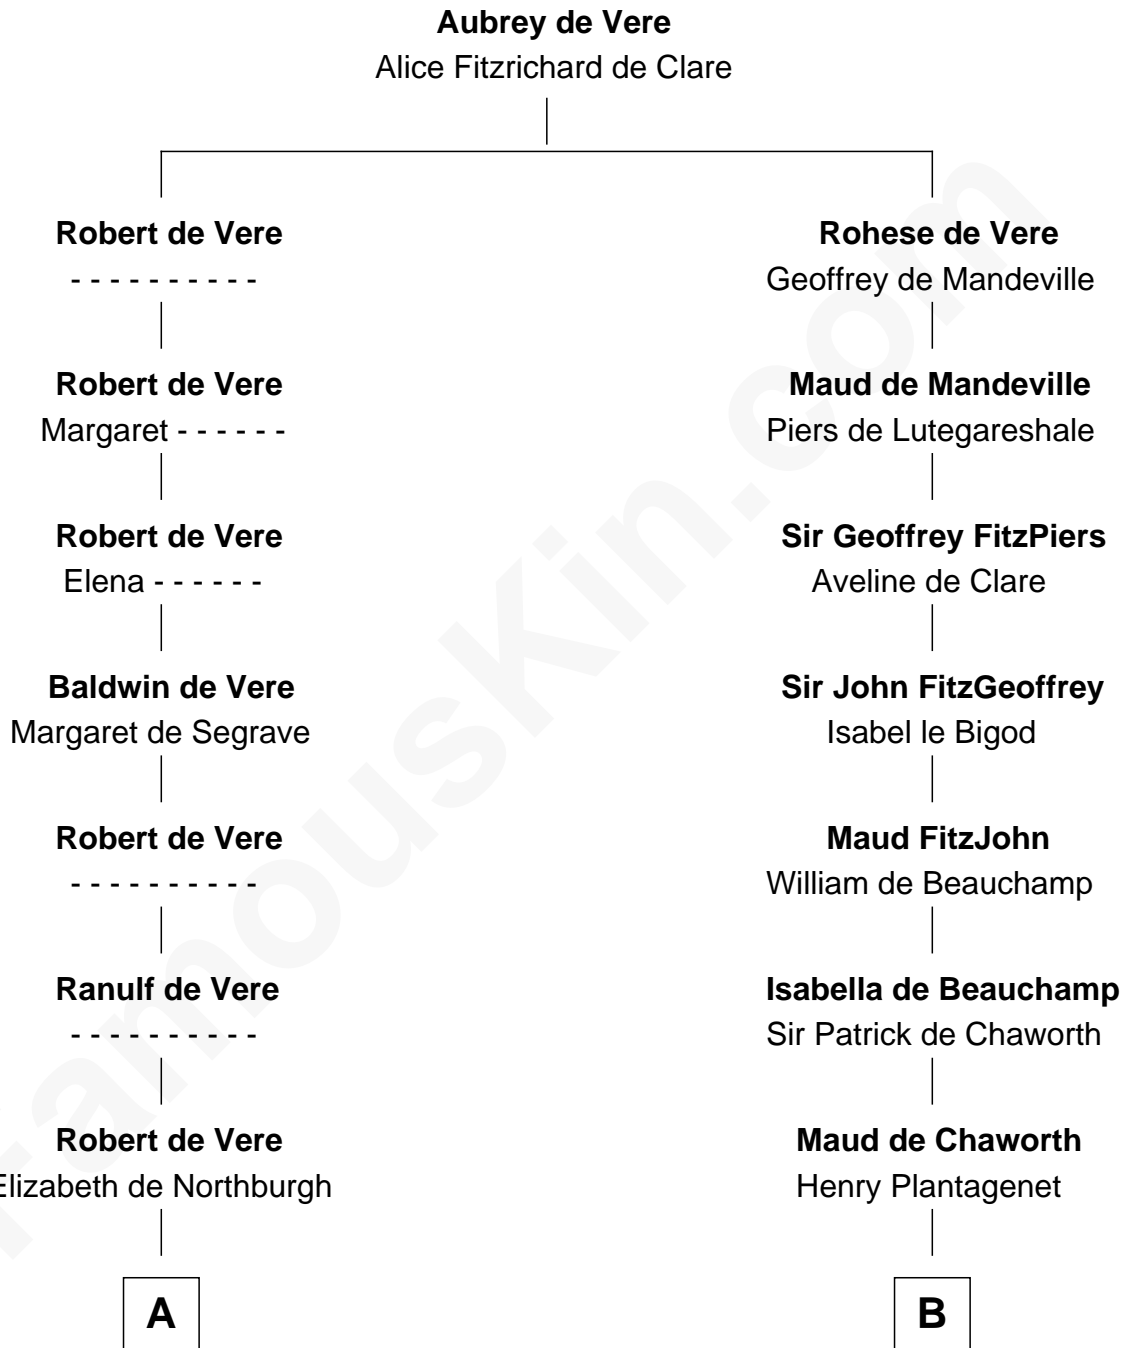 Aubrey de Vere
Alice Fitzrichard de Clare
Robert de Vere
- - - - - - - - - -
Robert de Vere
Margaret - - - - - -
Robert de Vere
Elena - - - - - -
Baldwin de Vere
Margaret de Segrave
Robert de Vere
- - - - - - - - - -
Ranulf de Vere
- - - - - - - - - -
Robert de Vere
Elizabeth de Northburgh
A
Rohese de Vere
Geoffrey de Mandeville
Maud de Mandeville
Piers de Lutegareshale
Sir Geoffrey FitzPiers
Aveline de Clare
Sir John FitzGeoffrey
Isabel le Bigod
Maud FitzJohn
William de Beauchamp
Isabella de Beauchamp
Sir Patrick de Chaworth
Maud de Chaworth
Henry Plantagenet
B
FamousKin.com